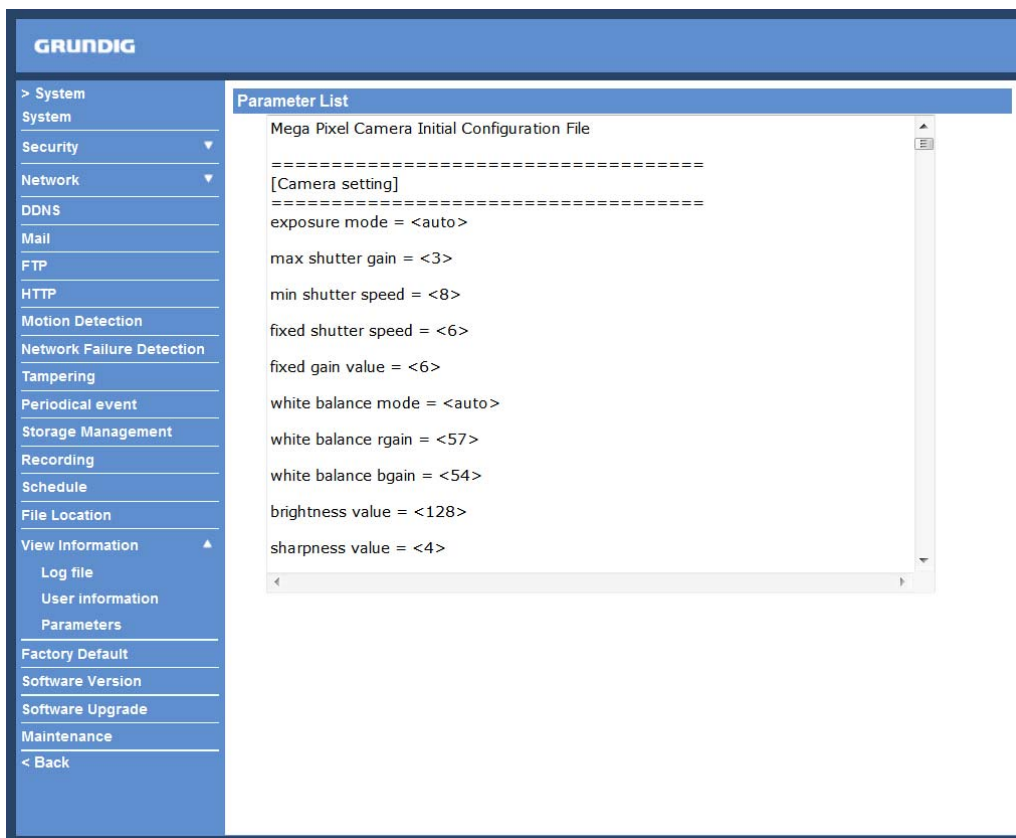 GRUNDIG
> System
System
Security
Network
DDNS
Mail
FTP
HTTP
Motion Detection
Network Failure Detection
Tampering
Periodical event
Storage Management
Recording
Schedule
File Location
View Information
Log file
User information
Parameters
Factory Default
Software Version
Software Upgrade
Maintenance
< Back
Parameter List
Mega Pixel Camera Initial Configuration File
====================================
[Camera setting]
====================================
exposure mode = <auto>
max shutter gain = <3>
min shutter speed = <8>
fixed shutter speed = <6>
fixed gain value = <6>
white balance mode = <auto>
white balance rgain = <57>
white balance bgain = <54>
brightness value = <128>
sharpness value = <4>